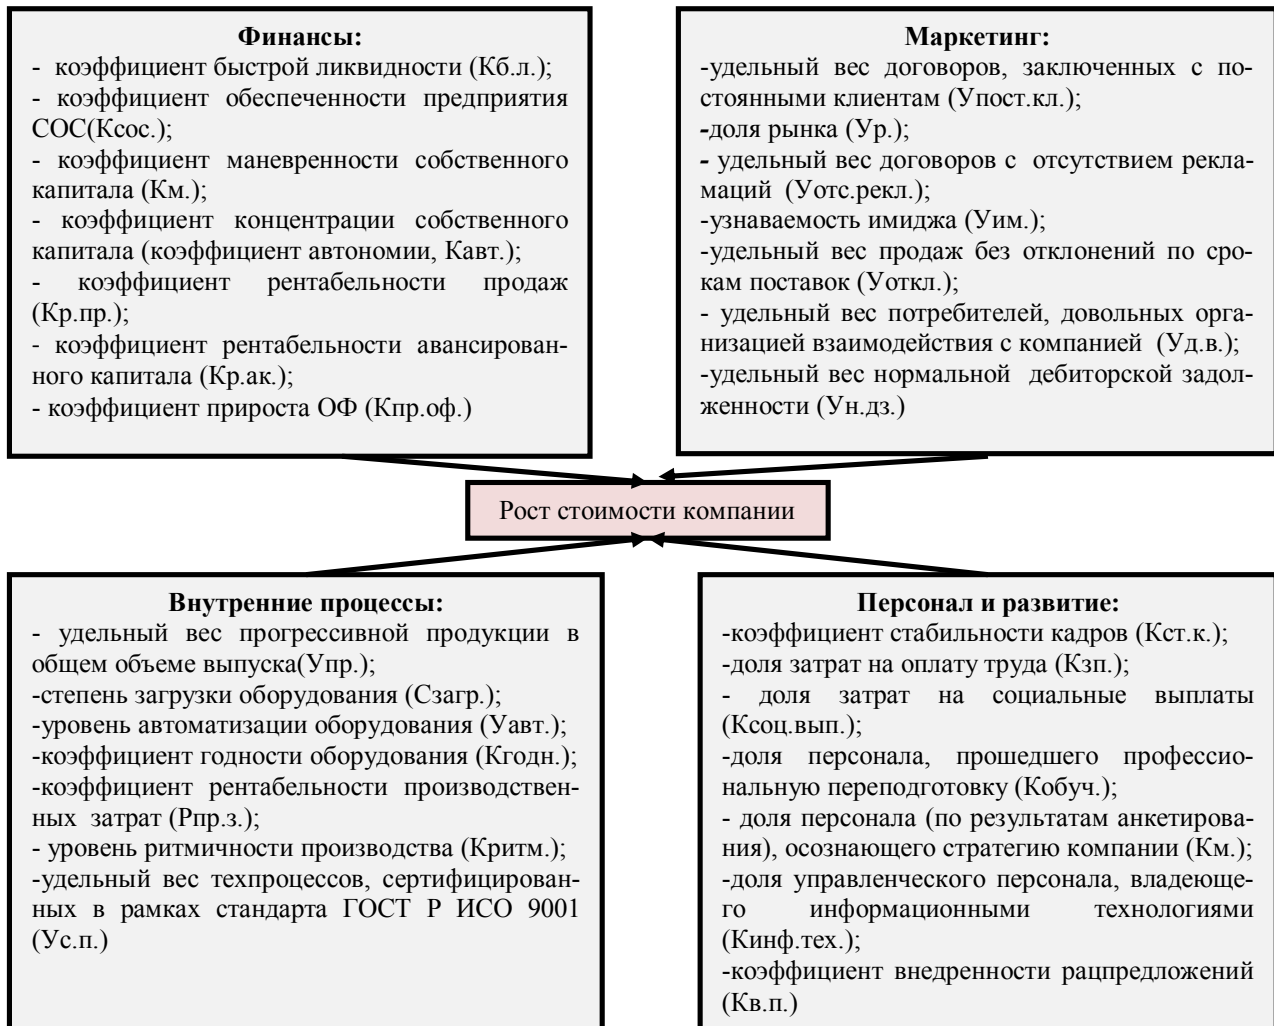 Финансы:
- коэффициент быстрой ликвидности (Кб.л.);
- коэффициент обеспеченности предприятия
СОС(Ксос.);
- коэффициент маневренности собственного
капитала (Км.);
- коэффициент концентрации собственного
капитала (коэффициент автономии, Кавт.);
- коэффициент рентабельности продаж
(Кр.пр.);
- коэффициент рентабельности авансирован-
ного капитала (Кр.ак.);
- коэффициент прироста ОФ (Кпр.оф.)
Маркетинг:
-удельный вес договоров, заключенных с по-
стоянными клиентам (Упост.кл.);
-доля рынка (Ур.);
- удельный вес договоров с отсутствием рекла-
маций (Уотс.рекл.);
-узнаваемость имиджа (Уим.);
-удельный вес продаж без отклонений по сро-
кам поставок (Уоткл.);
- удельный вес потребителей, довольных орга-
низацией взаимодействия с компанией (Уд.в.);
-удельный вес нормальной дебиторской задол-
женности (Ун.дз.)
Рост стоимости компании
Внутренние процессы:
- удельный вес прогрессивной продукции в
общем объеме выпуска(Упр.);
-степень загрузки оборудования (Сзагр.);
-уровень автоматизации оборудования (Уавт.);
-коэффициент годности оборудования (Кгодн.);
-коэффициент рентабельности производствен-
ных затрат (Рпр.з.);
- уровень ритмичности производства (Критм.);
-удельный вес техпроцессов, сертифицирован-
ных в рамках стандарта ГОСТ Р ИСО 9001
(Ус.п.)
Персонал и развитие:
-коэффициент стабильности кадров (Кст.к.);
-доля затрат на оплату труда (Кзп.);
- доля затрат на социальные выплаты
(Ксоц.вып.);
-доля персонала, прошедшего профессио-
нальную переподготовку (Кобуч.);
- доля персонала (по результатам анкетирова-
ния), осознающего стратегию компании (Км.);
-доля управленческого персонала, владеюще-
го информационными технологиями
(Кинф.тех.);
-коэффициент внедренности рацпредложений
(Кв.п.)